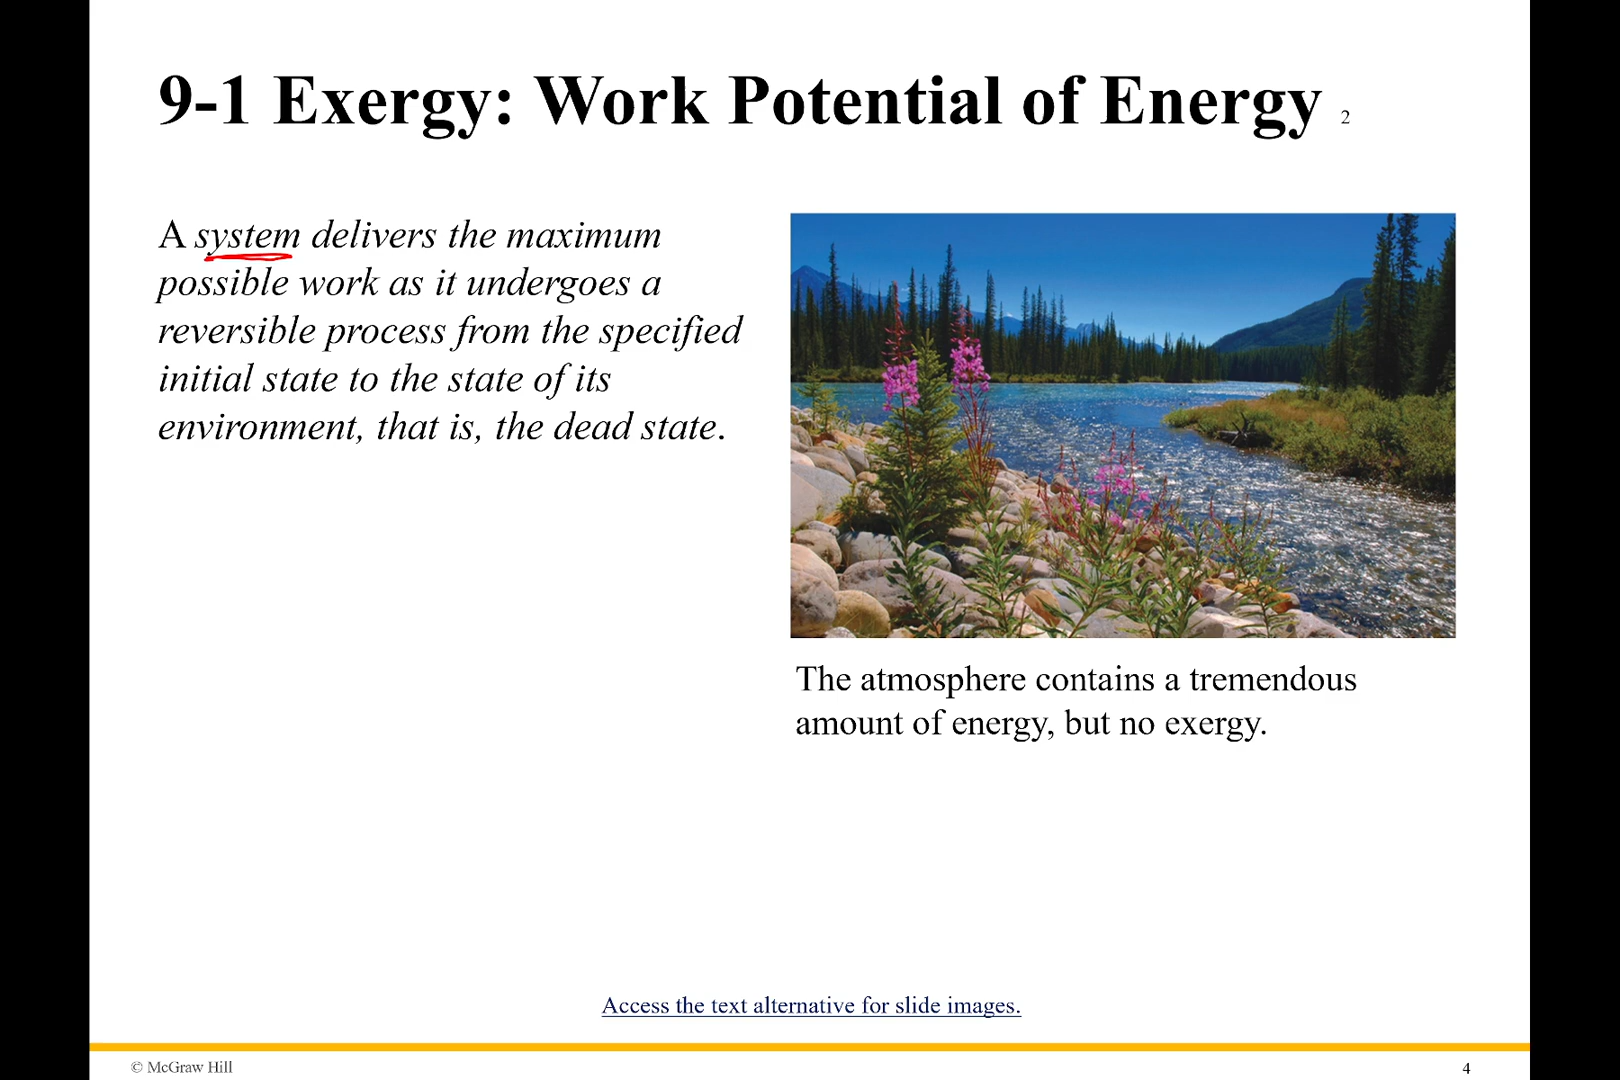 9-1 Exergy: Work Potential of Energy 2
A system delivers the maximum
possible work as it undergoes a
reversible process from the specified
initial state to the state of its
environment, that is, the dead state.
The atmosphere contains a tremendous
amount of energy, but no exergy.
Access the text alternative for slide images.
© McGraw Hill
4